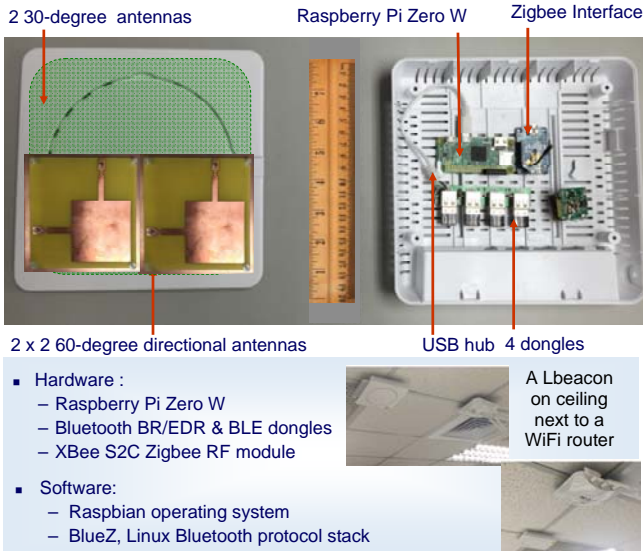 2 30-degree antennas
Raspberry Pi Zero W
Zigbee Interface
2 x 2 60-degree directional antennas
USB hub
4 dongles
▪ Hardware :
– Raspberry Pi Zero W
– Bluetooth BR/EDR & BLE dongles
– XBee S2C Zigbee RF module
▪ Software:
– Raspbian operating system
– BlueZ, Linux Bluetooth protocol stack
A Lbeacon
on ceiling
next to a
WiFi router